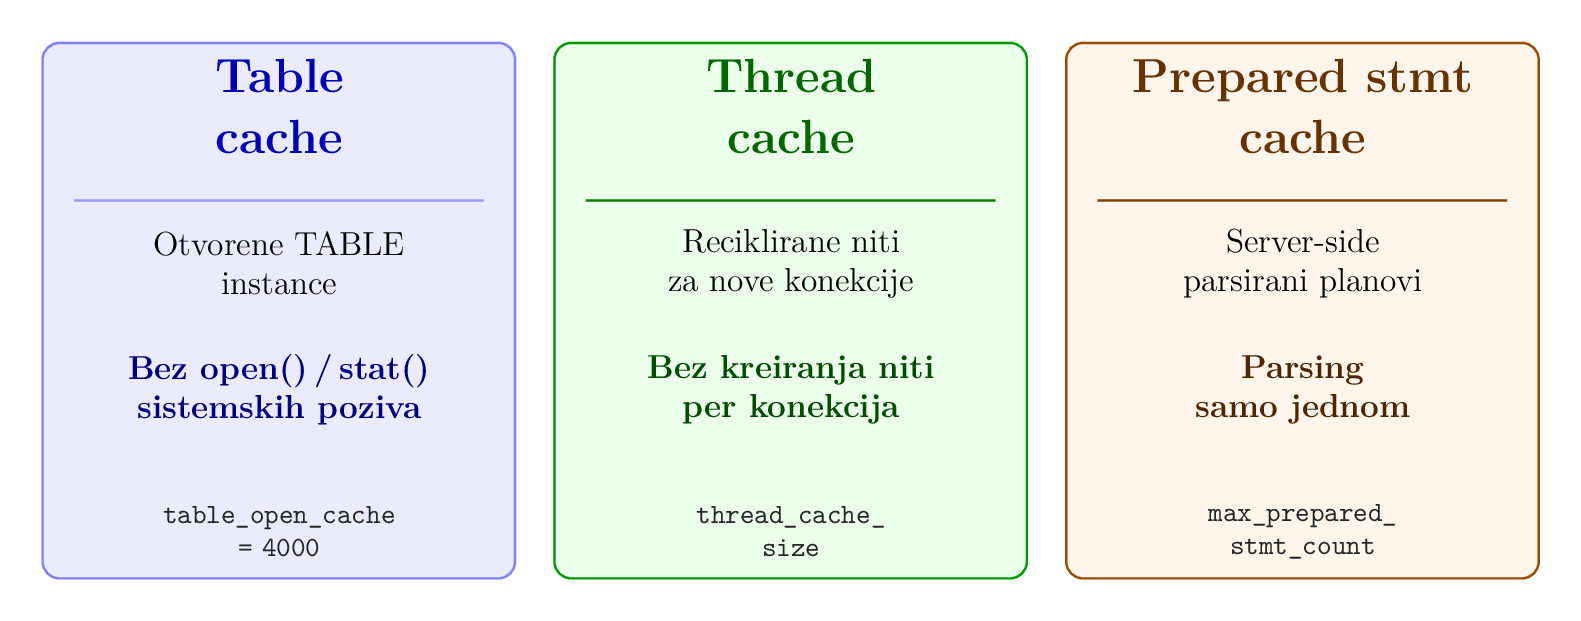 Table
cache
Otvorene TABLE
instance
Bez open() / stat()
sistemskih poziva
table_open_cache
= 4000
Thread
cache
Reciklirane niti
za nove konekcije
Bez kreiranja niti
per konekcija
thread_cache_
size
Prepared stmt
cache
Server-side
parsirani planovi
Parsing
samo jednom
max_prepared_
stmt_count